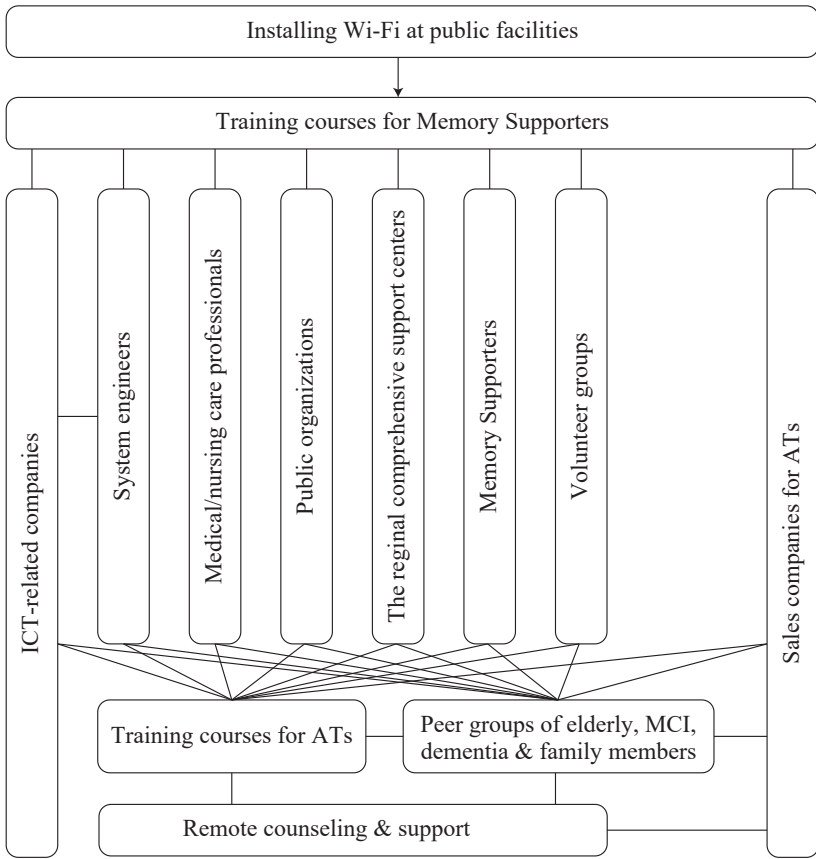 Installing Wi-Fi at public facilities
Training courses for Memory Supporters
ICT-related companies
System engineers
Medical/nursing care professionals
Public organizations
The reginal comprehensive support centers
Memory Supporters
Volunteer groups
Sales companies for ATs
Training courses for ATs
Peer groups of elderly, MCI,
dementia & family members
Remote counseling & support